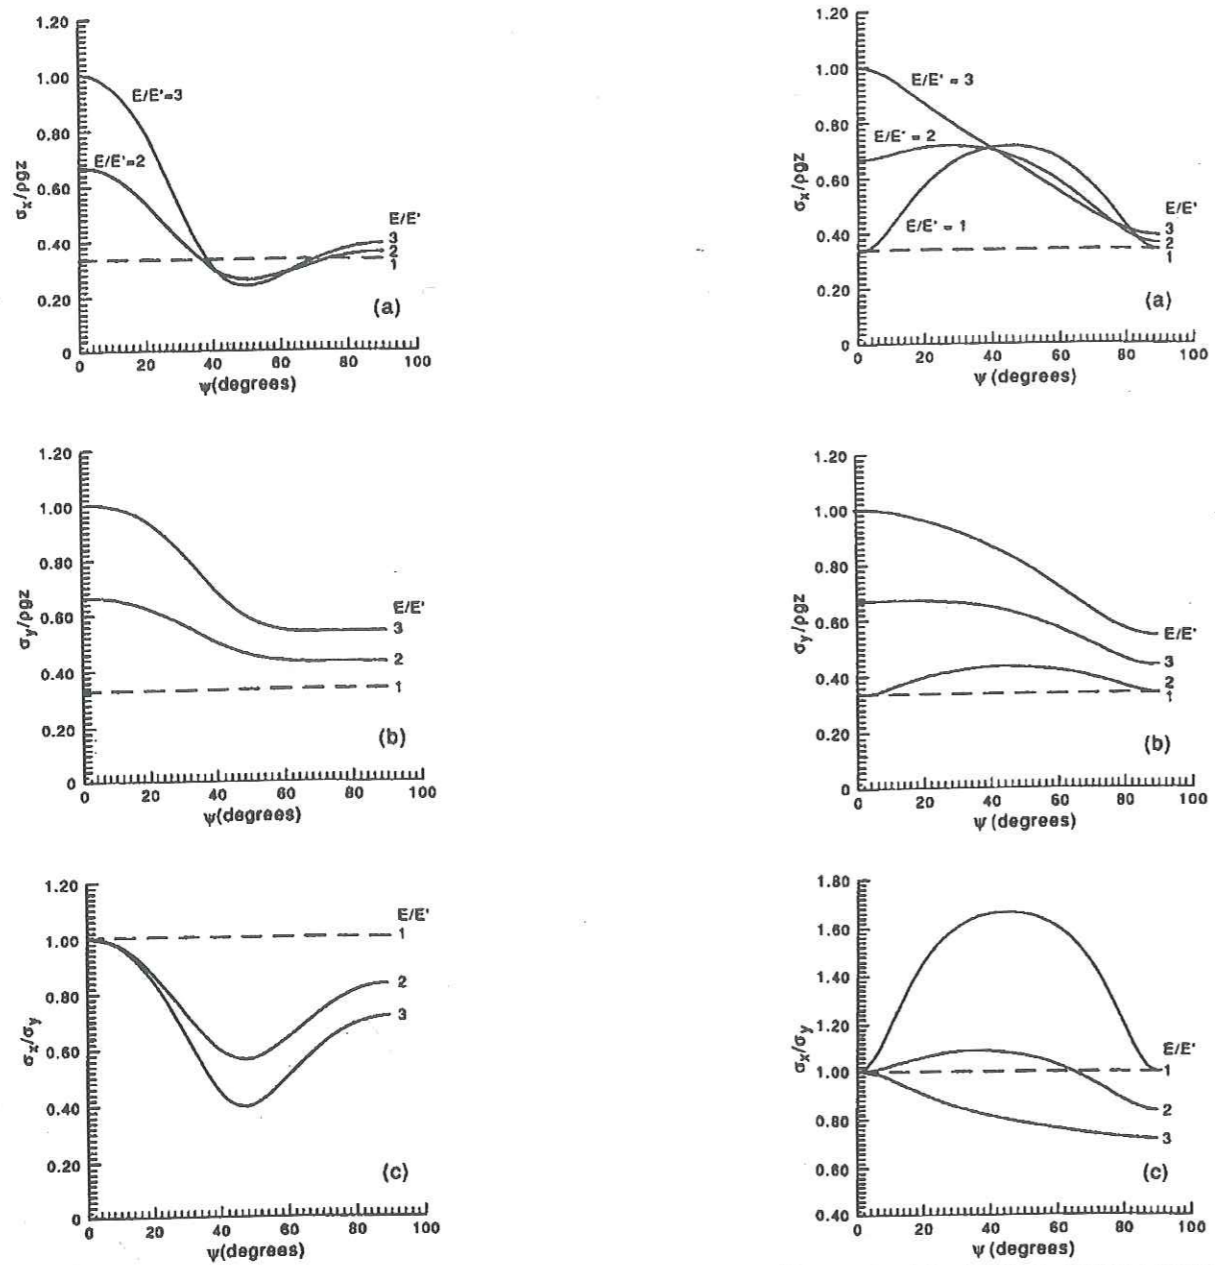 1.20
1.00
0.80
0.60
0.40
0.20
0
σx/ρgz
E/E'=3
E/E'=2
E/E'
3
2
1
(a)
0 20 40 60 80 100
ψ(degrees)
1.20
1.00
0.80
0.60
0.40
0.20
0
σx/ρgz
E/E' = 3
E/E' = 2
E/E' = 1
E/E'
3
2
1
(a)
0 20 40 60 80 100
ψ (degrees)
1.20
1.00
0.80
0.60
0.40
0.20
0
σy/ρgz
E/E'
3
2
1
(b)
0 20 40 60 80 100
ψ(degrees)
1.20
1.00
0.80
0.60
0.40
0.20
0
σy/ρgz
E/E'
3
2
1
(b)
0 20 40 60 80 100
ψ (degrees)
1.20
1.00
0.80
0.60
0.40
0.20
0
σx/σy
E/E'
1
2
3
(c)
0 20 40 60 80 100
ψ(degrees)
1.80
1.60
1.40
1.20
1.00
0.80
0.60
0.40
σx/σy
E/E'
1
2
3
(c)
0 20 40 60 80 100
ψ (degrees)